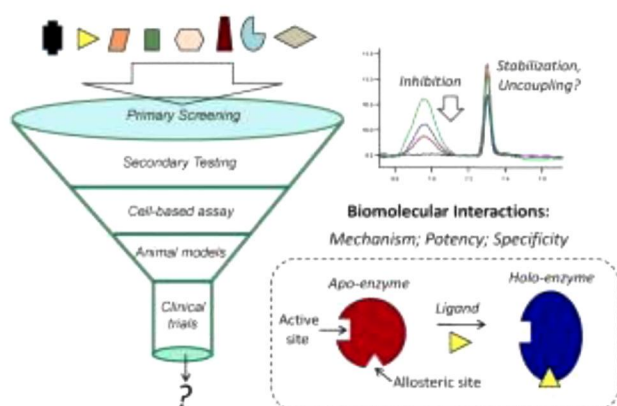 Primary Screening
Secondary Testing
Cell-based assay
Animal models
Clinical
trials
?
Inhibition
Stabilization,
Uncoupling?
Biomolecular Interactions:
Mechanism; Potency; Specificity
Apo-enzyme
Ligand
Holo-enzyme
Active
site
Allosteric site